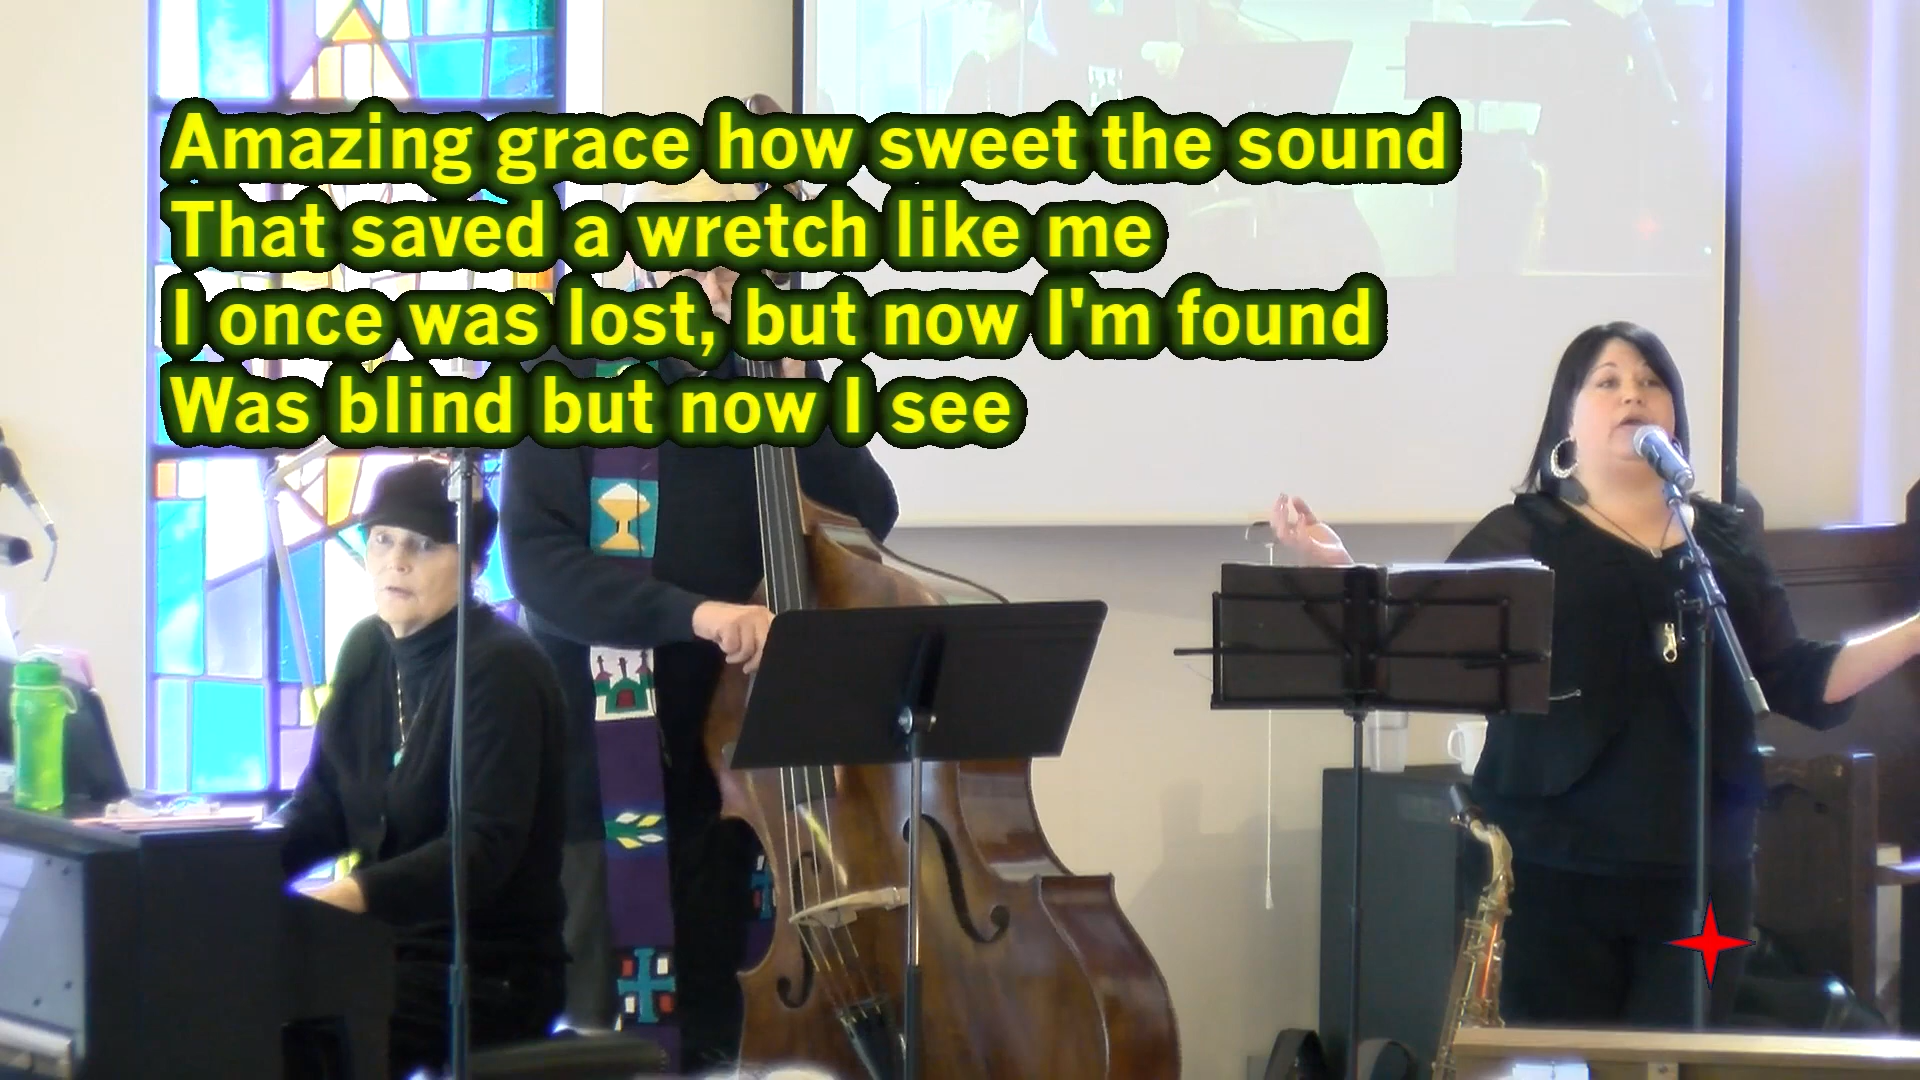 Amazing grace how sweet the sound
That saved a wretch like me
I once was lost, but now I'm found
Was blind but now I see